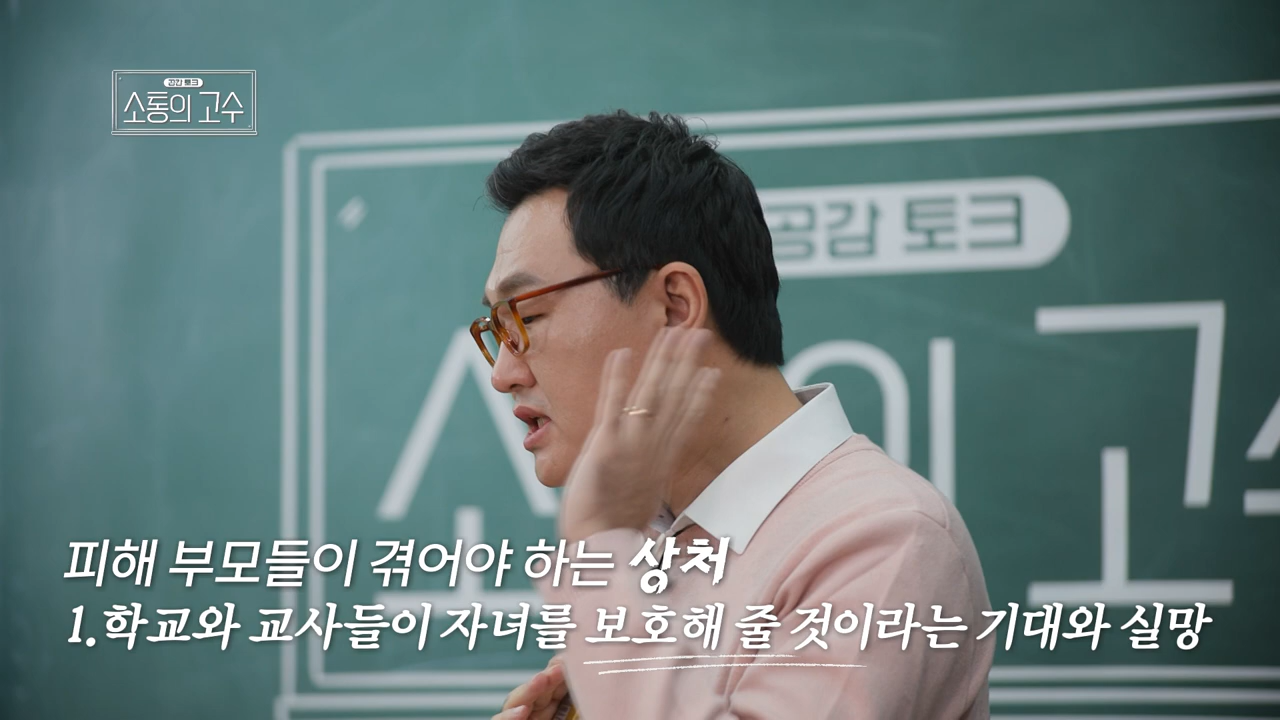 공감 토크
소통의 고수
공감 토크
피해 부모들이 겪어야 하는 상처
1. 학교와 교사들이 자녀를 보호해 줄 것이라는 기대와 실망